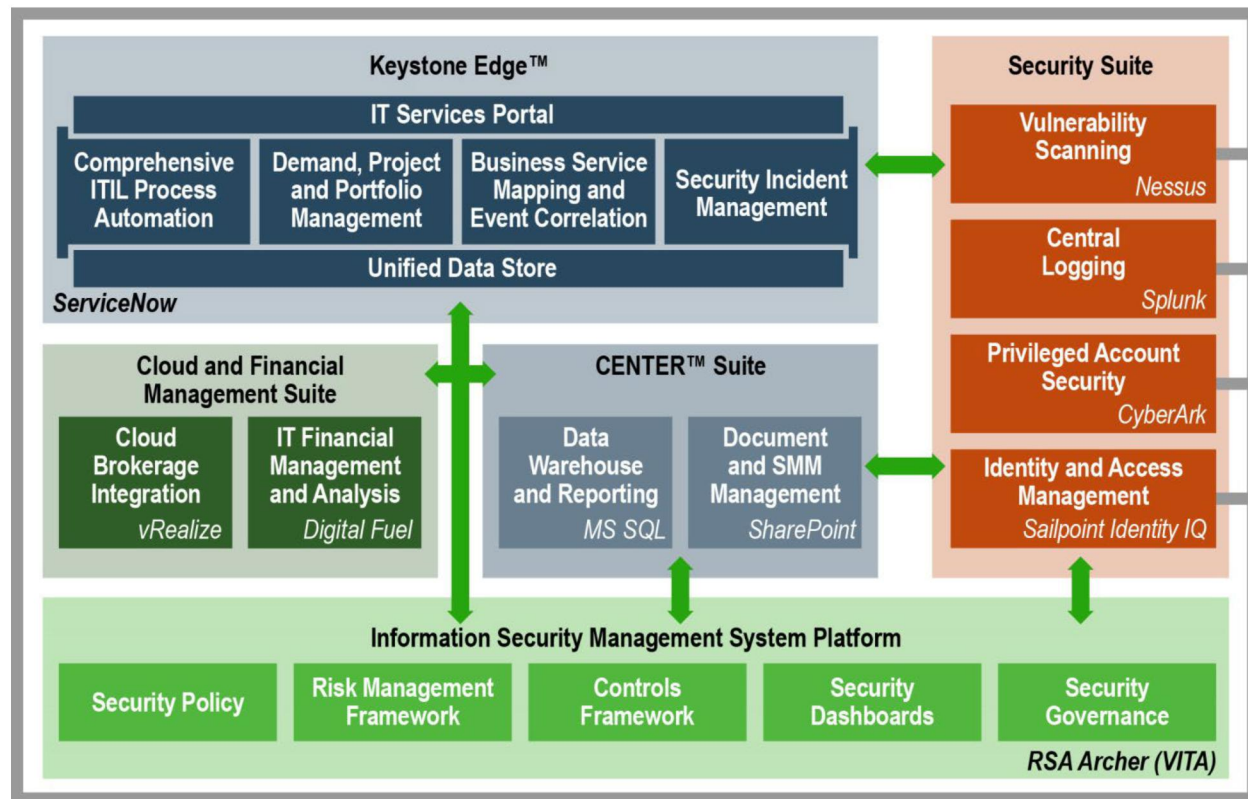 Keystone Edge™
IT Services Portal
Comprehensive
ITIL Process
Automation
Demand, Project
and Portfolio
Management
Business Service
Mapping and
Event Correlation
Security Incident
Management
Unified Data Store
ServiceNow
Security Suite
Vulnerability
Scanning
Nessus
Central
Logging
Splunk
Privileged Account
Security
CyberArk
Identity and Access
Management
Sailpoint Identity IQ
Cloud and Financial
Management Suite
Cloud
Brokerage
Integration
vRealize
IT Financial
Management
and Analysis
Digital Fuel
CENTER™ Suite
Data
Warehouse
and Reporting
MS SQL
Document
and SMM
Management
SharePoint
Information Security Management System Platform
Security Policy
Risk Management
Framework
Controls
Framework
Security
Dashboards
Security
Governance
RSA Archer (VITA)